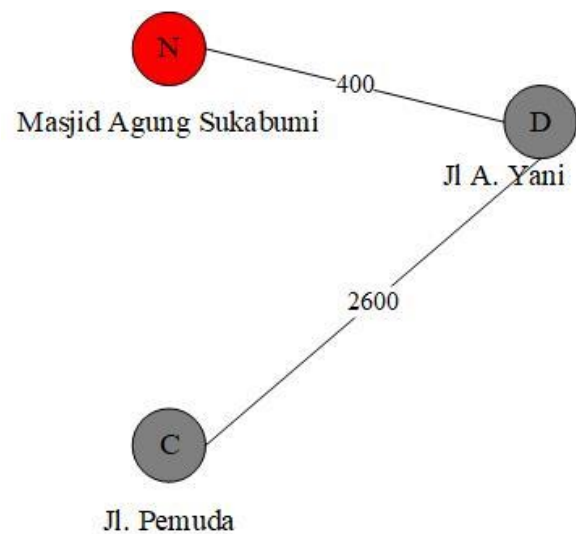 N
400
Masjid Agung Sukabumi
D
Jl A. Yani
2600
C
Jl. Pemuda